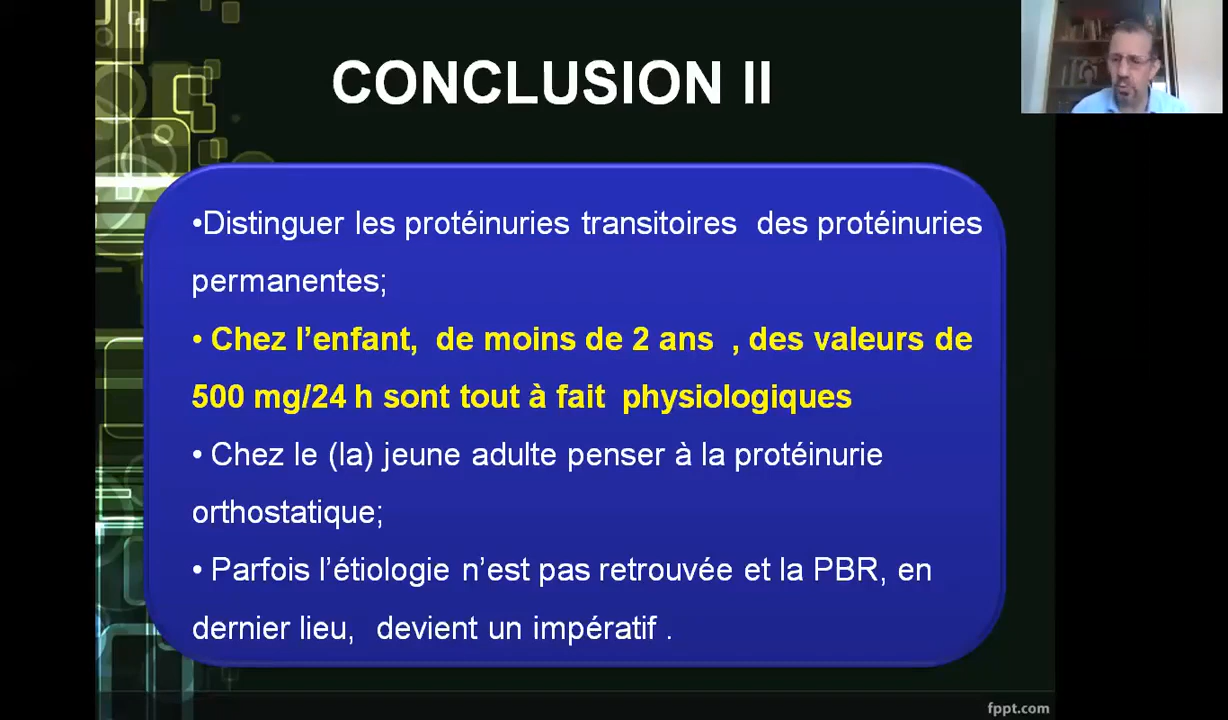 CONCLUSION II
•Distinguer les protéinuries transitoires des protéinuries
permanentes;
• Chez l’enfant, de moins de 2 ans , des valeurs de
500 mg/24 h sont tout à fait physiologiques
• Chez le (la) jeune adulte penser à la protéinurie
orthostatique;
• Parfois l’étiologie n’est pas retrouvée et la PBR, en
dernier lieu, devient un impératif .
fppt.com